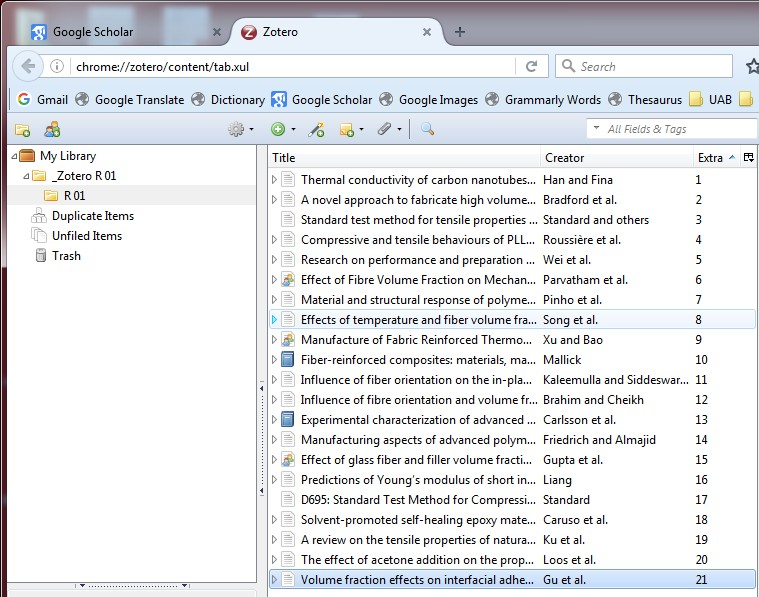 Google Scholar
Zotero
chrome://zotero/content/tab.xul
Search
Gmail Google Translate Dictionary Google Scholar Google Images Grammarly Words Thesaurus UAB
All Fields & Tags
My Library
_Zotero R 01
R 01
Duplicate Items
Unfiled Items
Trash
Title Creator Extra
Thermal conductivity of carbon nanotubes... Han and Fina 1
A novel approach to fabricate high volume... Bradford et al. 2
Standard test method for tensile properties ... Standard and others 3
Compressive and tensile behaviours of PLL... Roussière et al. 4
Research on performance and preparation ... Wei et al. 5
Effect of Fibre Volume Fraction on Mechan... Parvatham et al. 6
Material and structural response of polyme... Pinho et al. 7
Effects of temperature and fiber volume fra... Song et al. 8
Manufacture of Fabric Reinforced Thermo... Xu and Bao 9
Fiber-reinforced composites: materials, ma... Mallick 10
Influence of fiber orientation on the in-pla... Kaleemulla and Siddeswar... 11
Influence of fibre orientation and volume fr... Brahim and Cheikh 12
Experimental characterization of advanced ... Carlsson et al. 13
Manufacturing aspects of advanced polym... Friedrich and Almajid 14
Effect of glass fiber and filler volume fracti... Gupta et al. 15
Predictions of Young's modulus of short in... Liang 16
D695: Standard Test Method for Compressi... Standard 17
Solvent-promoted self-healing epoxy mate... Caruso et al. 18
A review on the tensile properties of natura... Ku et al. 19
The effect of acetone addition on the prop... Loos et al. 20
Volume fraction effects on interfacial adhe... Gu et al. 21